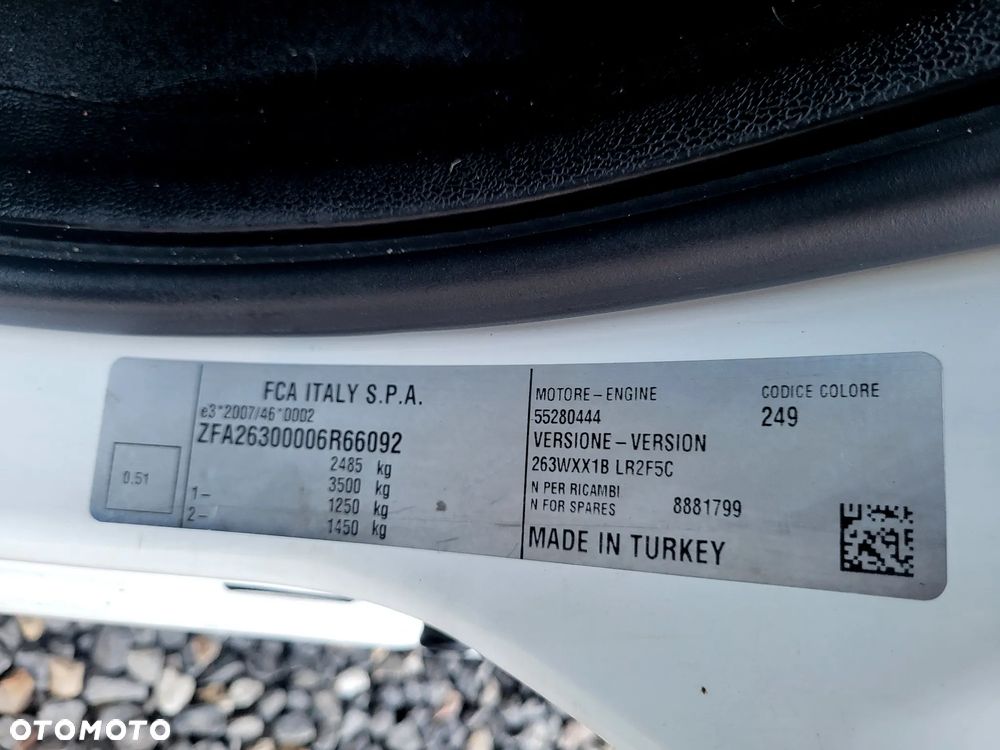 FCA ITALY S.P.A.
e3*2007/46*0002
ZFA26300006R66092
2485 kg
1- 3500 kg
2- 1250 kg
1450 kg
0.51
MOTORE-ENGINE
55280444
VERSIONE-VERSION
263WXX1B LR2F5C
N PER RICAMBI
N FOR SPARES 8881799
MADE IN TURKEY
CODICE COLORE
249
OTOMOTO